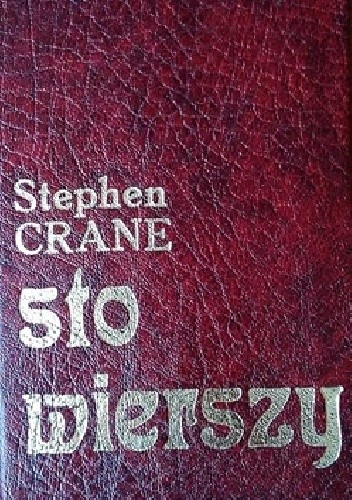 Stephen
CRANE
sto
wierszy